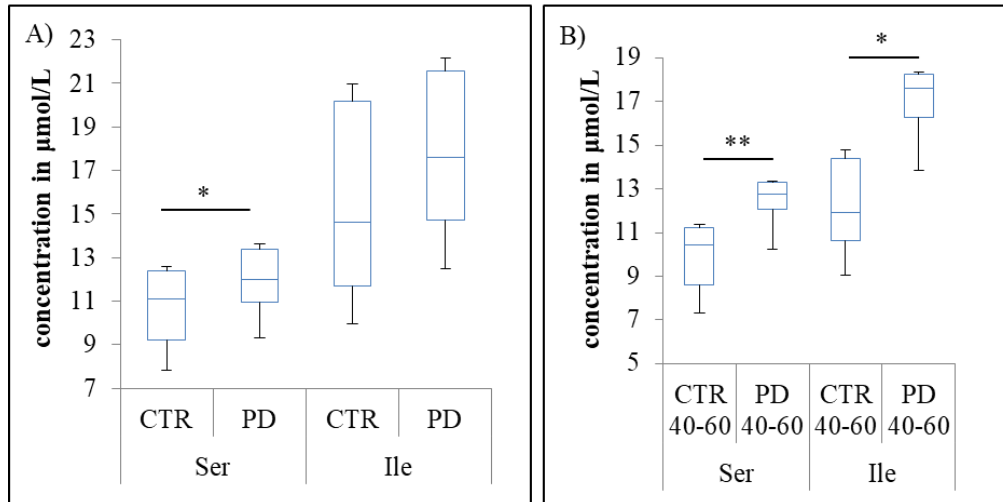 A)
concentration in µmol/L
23
21
19
17
15
13
11
9
7
*
CTR PD CTR PD
Ser Ile
B)
concentration in µmol/L
19
17
15
13
11
9
7
5
**
*
CTR PD CTR PD
40-60 40-60 40-60 40-60
Ser Ile